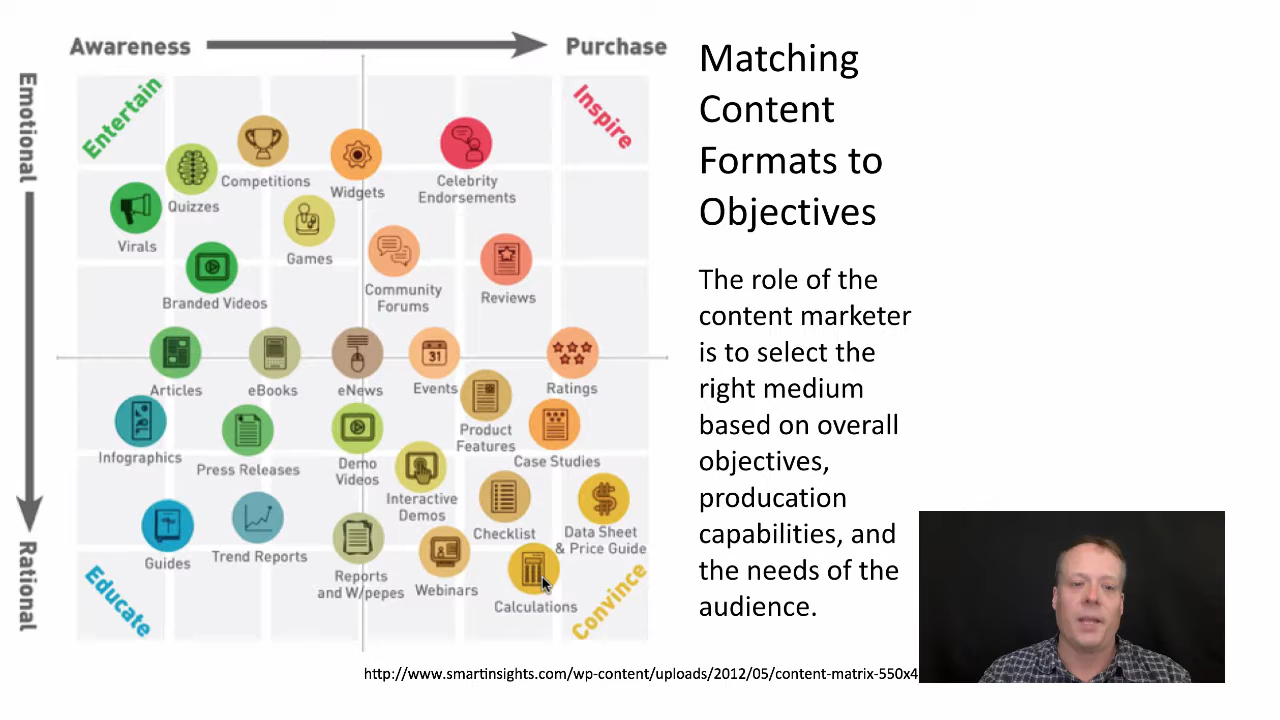 Awareness
Purchase
Emotional
Rational
Entertain
Inspire
Educate
Convince
Competitions
Widgets
Celebrity
Endorsements
Quizzes
Virals
Games
Branded Videos
Community
Forums
Reviews
Articles
eBooks
eNews
31
Events
Ratings
Infographics
Press Releases
Demo
Videos
Product
Features
Case Studies
Interactive
Demos
Checklist
Data Sheet
& Price Guide
Guides
Trend Reports
Reports
and W/pepes
Webinars
Calculations
Matching
Content
Formats to
Objectives
The role of the
content marketer
is to select the
right medium
based on overall
objectives,
producation
capabilities, and
the needs of the
audience.
http://www.smartinsights.com/wp-content/uploads/2012/05/content-matrix-550x4